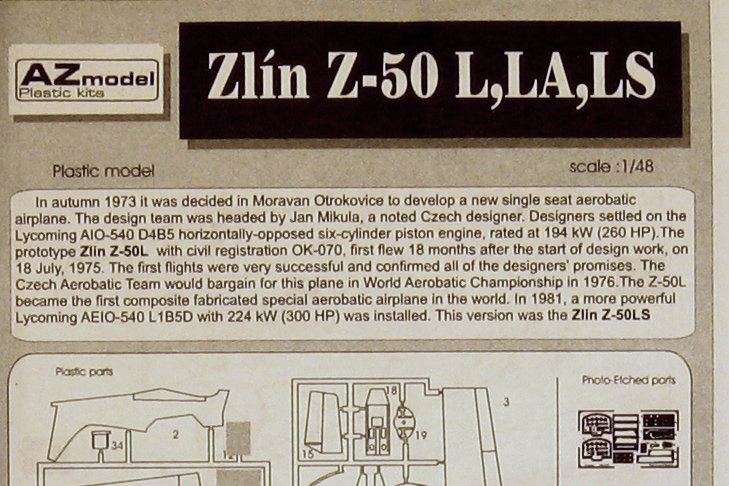 AZmodel
Plastic kits
Zlín Z-50 L,LA,LS
Plastic model
scale :1/48
In autumn 1973 it was decided in Moravan Otrokovice to develop a new single seat aerobatic
airplane. The design team was headed by Jan Mikula, a noted Czech designer. Designers settled on the
Lycoming AIO-540 D4B5 horizontally-opposed six-cylinder piston engine, rated at 194 kW (260 HP).The
prototype Zlin Z-50L with civil registration OK-070, first flew 18 months after the start of design work, on
18 July, 1975. The first flights were very successful and confirmed all of the designers' promises. The
Czech Aerobatic Team would bargain for this plane in World Aerobatic Championship in 1976.The Z-50L
became the first composite fabricated special aerobatic airplane in the world. In 1981, a more powerful
Lycoming AEIO-540 L1B5D with 224 kW (300 HP) was installed. This version was the Zlín Z-50LS
Plastic parts
Photo-Etched parts
18
3
34
2
12
15
19